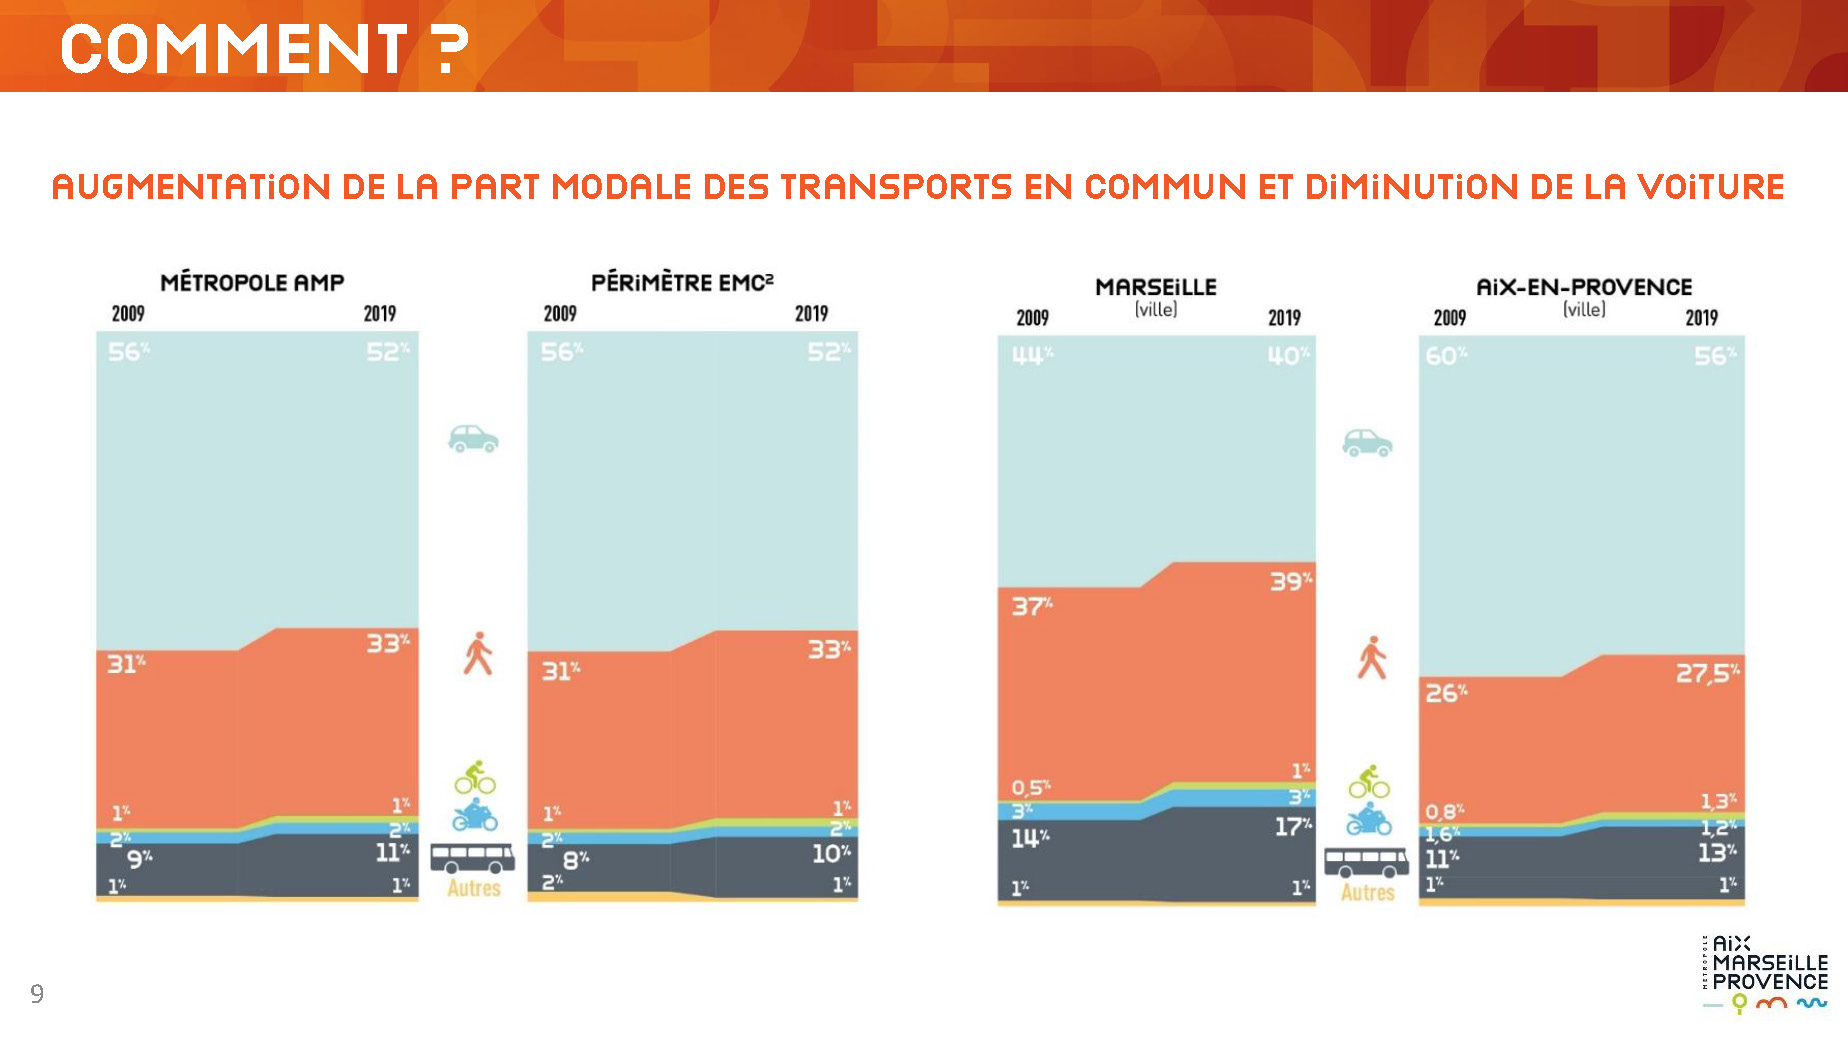 COMMENT ?
AUGMENTATiON DE LA PART MODALE DES TRANSPORTS EN COMMUN ET DiMiNUTiON DE LA VOiTURE
MÉTROPOLE AMP
2009 2019
56% 52%
31% 33%
1% 1%
2% 2%
9% 11%
1% 1%
Autres
PÉRiMÈTRE EMC²
2009 2019
56% 52%
31% 33%
1% 1%
2% 2%
8% 10%
2% 1%
MARSEiLLE
(ville)
2009 2019
44% 40%
37% 39%
0,5% 1%
3% 3%
14% 17%
1% 1%
Autres
AiX-EN-PROVENCE
(ville)
2009 2019
60% 56%
26% 27,5%
0,8% 1,3%
1,6% 1,2%
11% 13%
1% 1%
9
METROPOLE
AiX
MARSEiLLE
PROVENCE